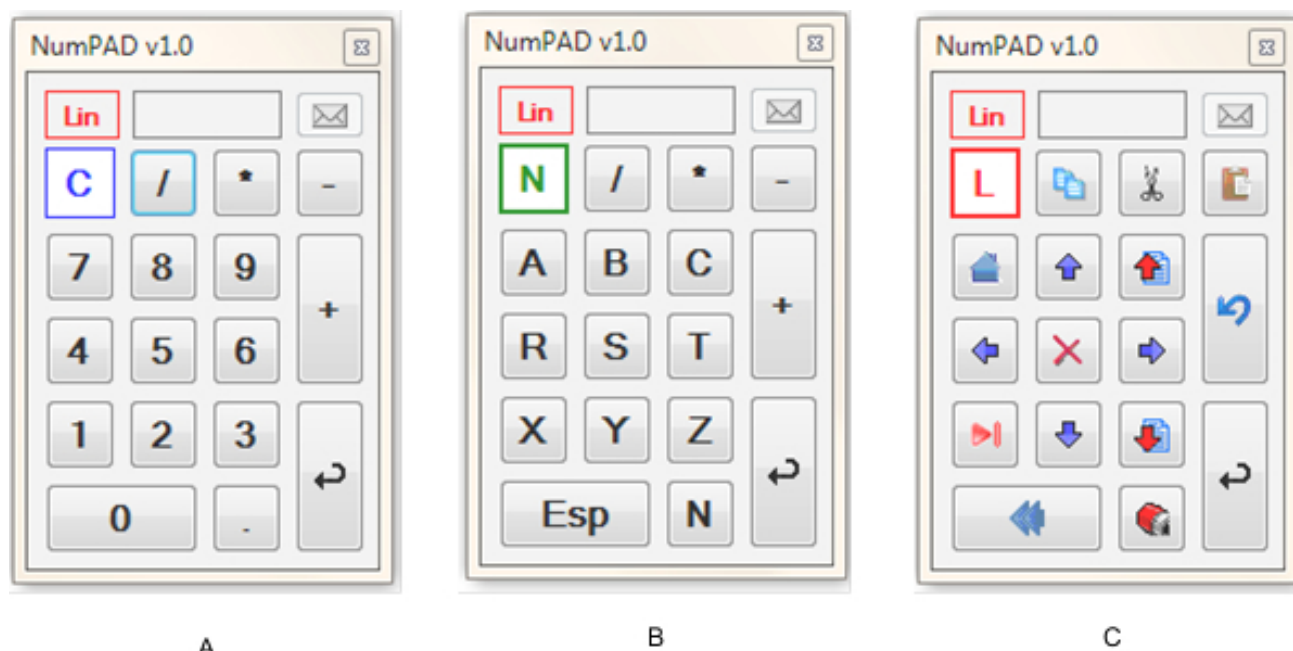 NumPAD v1.0
Lin
C / * -
7 8 9
+
4 5 6
1 2 3
0 .
A
NumPAD v1.0
Lin
N / * -
A B C
+
R S T
X Y Z
Esp N
B
NumPAD v1.0
Lin
L
C